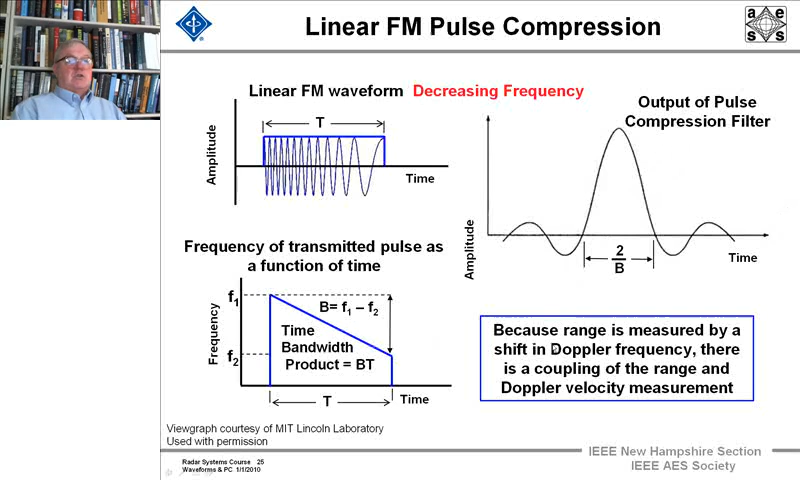 Linear FM Pulse Compression
a e
s s
Linear FM waveform Decreasing Frequency
T
Amplitude
Time
Output of Pulse
Compression Filter
Amplitude
2
B
Time
Frequency of transmitted pulse as
a function of time
f1
f2
Frequency
B= f1 – f2
Time
Bandwidth
Product = BT
T
Time
Because range is measured by a
shift in Doppler frequency, there
is a coupling of the range and
Doppler velocity measurement
Viewgraph courtesy of MIT Lincoln Laboratory
Used with permission
Radar Systems Course 25
Waveforms & PC 1/1/2010
IEEE New Hampshire Section
IEEE AES Society